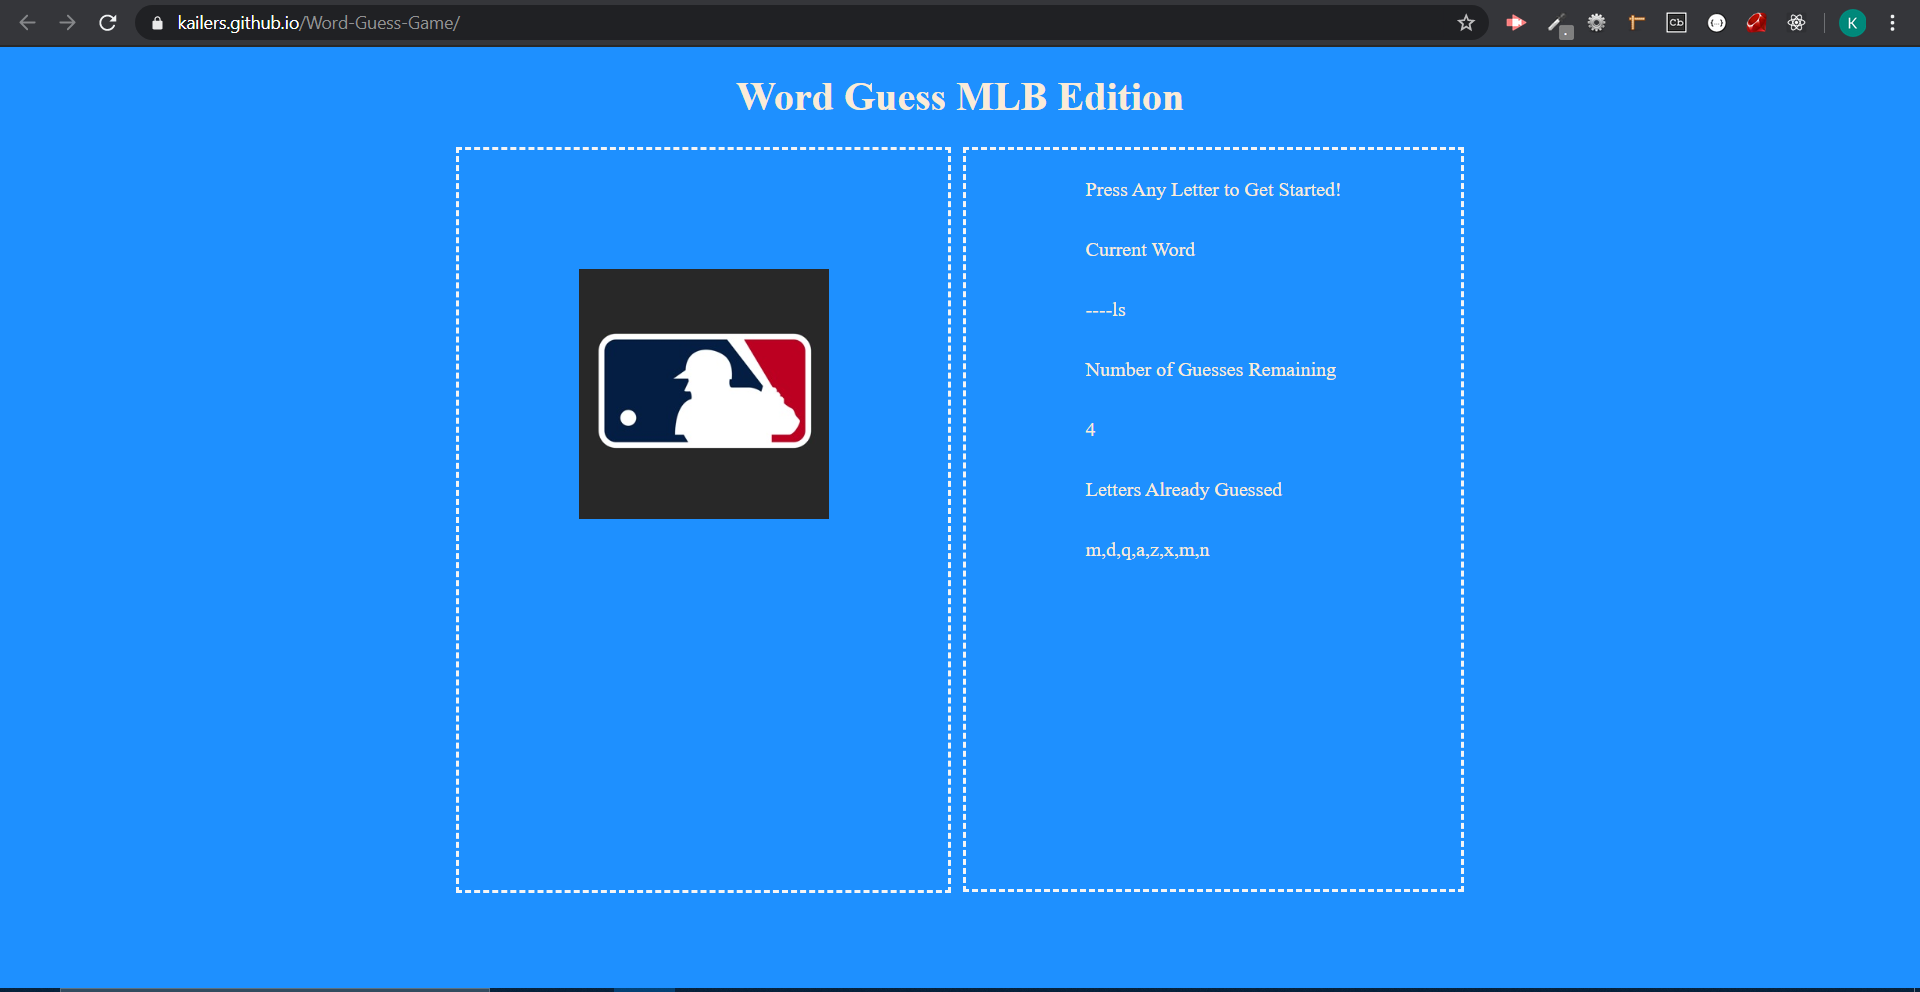 kailers.github.io/Word-Guess-Game/
Cb
K
Word Guess MLB Edition
Press Any Letter to Get Started!
Current Word
----ls
Number of Guesses Remaining
4
Letters Already Guessed
m,d,q,a,z,x,m,n